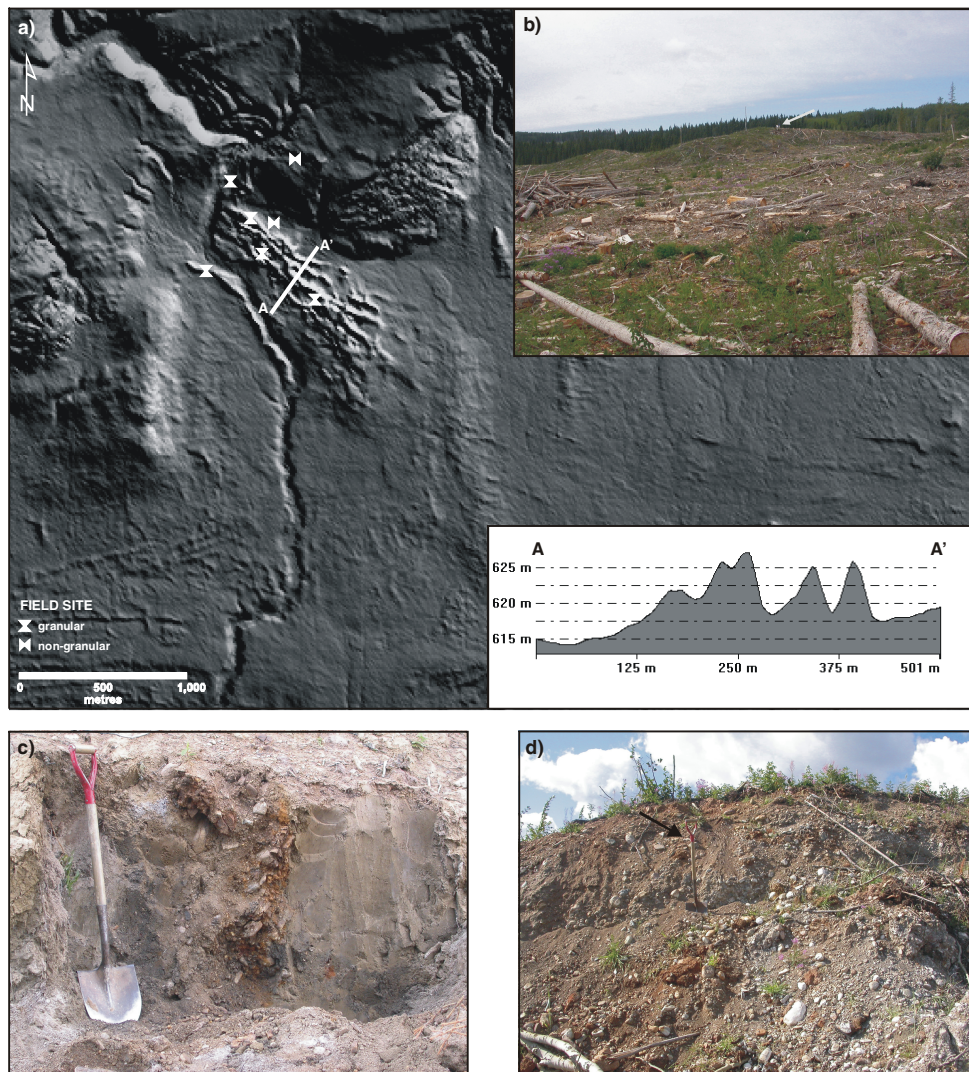 a)
N
A'
A
FIELD SITE
granular
non-granular
0 500 1,000
metres
b)
A A'
625 m
620 m
615 m
125 m 250 m 375 m 501 m
c)
d)